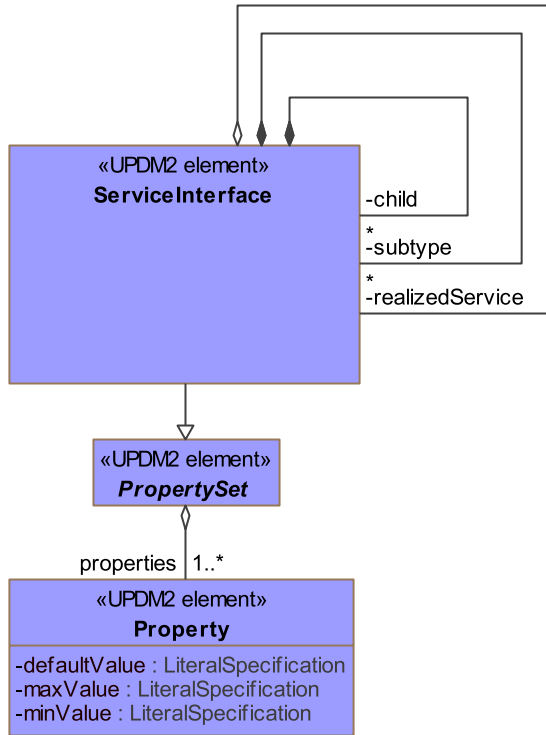 «UPDM2 element»
ServiceInterface
-child
*
-subtype
*
-realizedService
«UPDM2 element»
PropertySet
properties 1..*
«UPDM2 element»
Property
-defaultValue : LiteralSpecification
-maxValue : LiteralSpecification
-minValue : LiteralSpecification